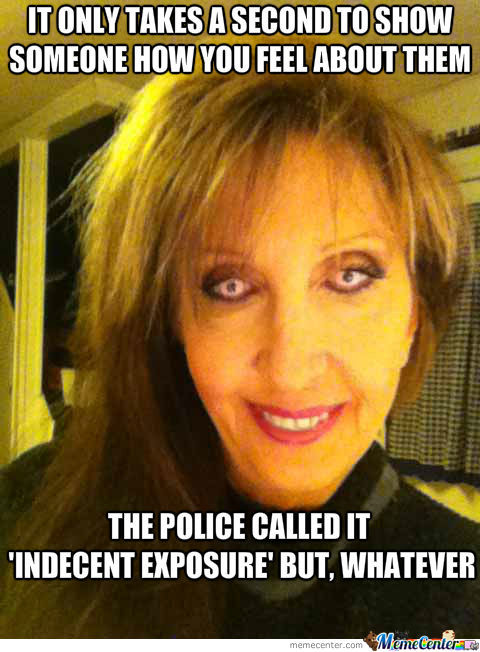 IT ONLY TAKES A SECOND TO SHOW
SOMEONE HOW YOU FEEL ABOUT THEM
THE POLICE CALLED IT
'INDECENT EXPOSURE' BUT, WHATEVER
memecenter.com MemeCenter